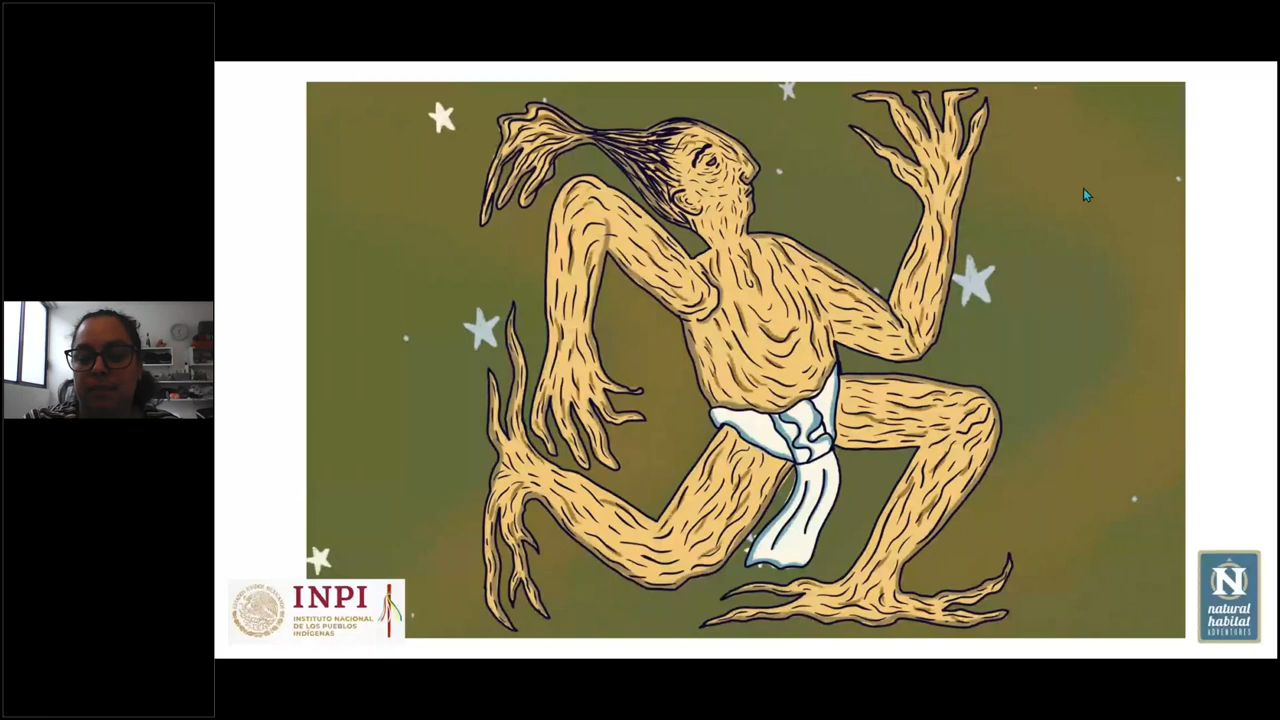 INPI
INSTITUTO NACIONAL
DE LOS PUEBLOS
INDÍGENAS
N
natural
habitat
ADVENTURES